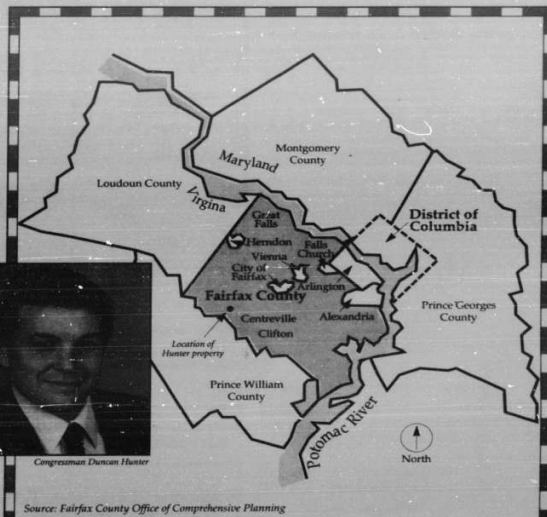 Montgomery
County
Maryland
Loudoun County
Virgina
Great
Falls
District of
Columbia
Herndon
Falls
Church
Vienna
City of
Fairfax
Arlington
Fairfax County
Prince Georges
County
Centreville
Alexandria
Clifton
Location of
Hunter property
Prince William
County
Potomac River
North
Congressman Duncan Hunter
Source: Fairfax County Office of Comprehensive Planning